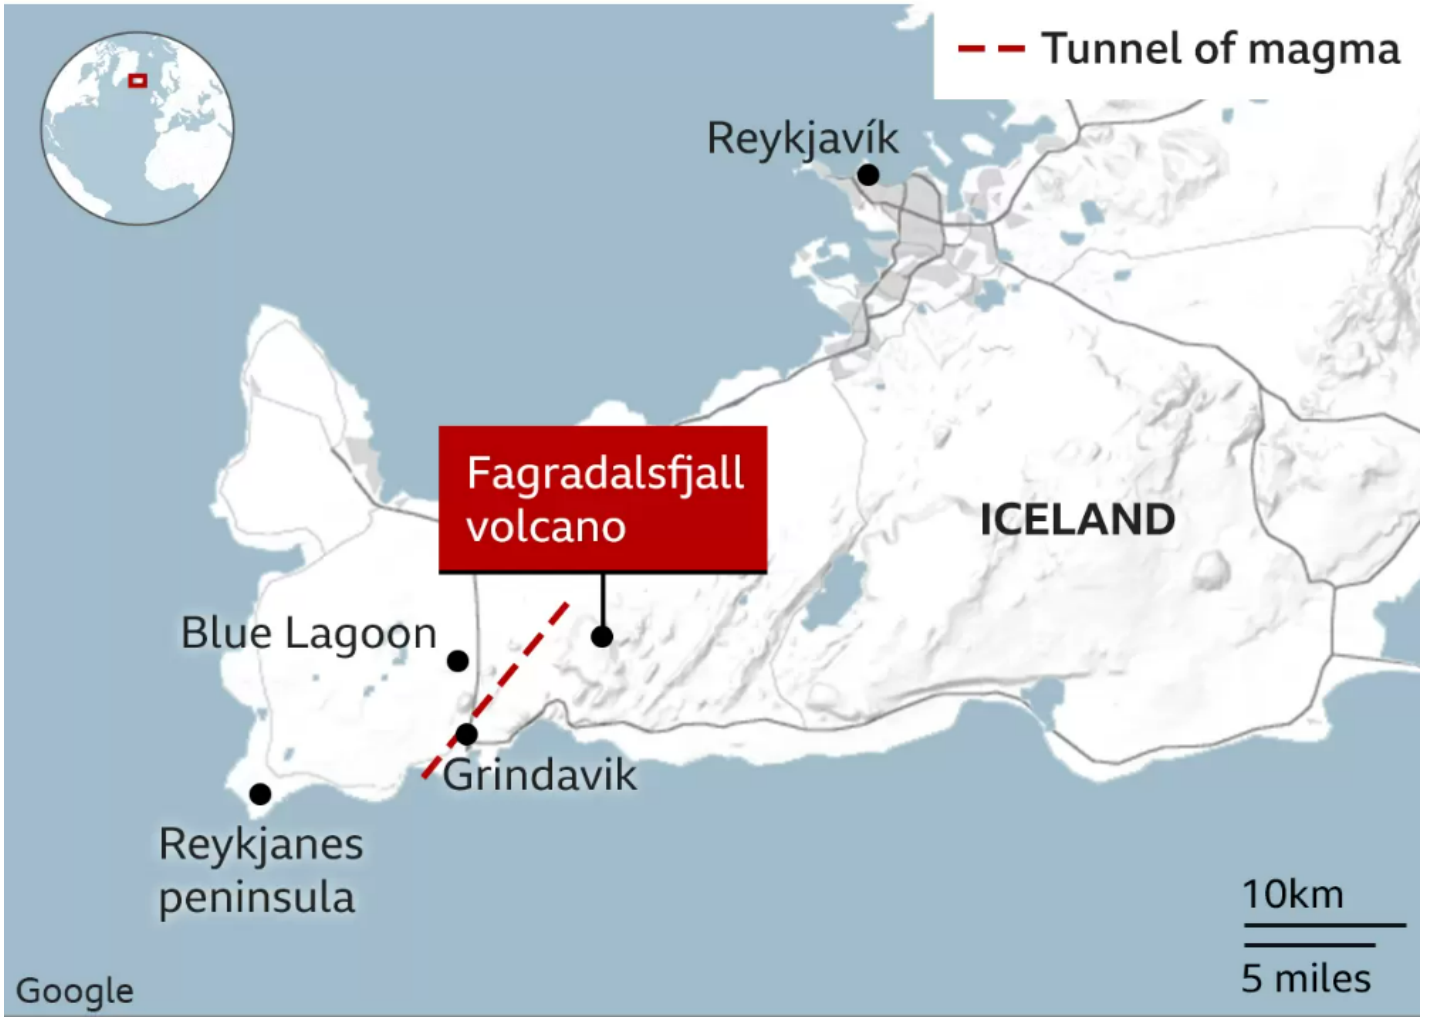 Tunnel of magma
Reykjavík
Fagradalsfjall
volcano
ICELAND
Blue Lagoon
Grindavik
Reykjanes
peninsula
10km
5 miles
Google